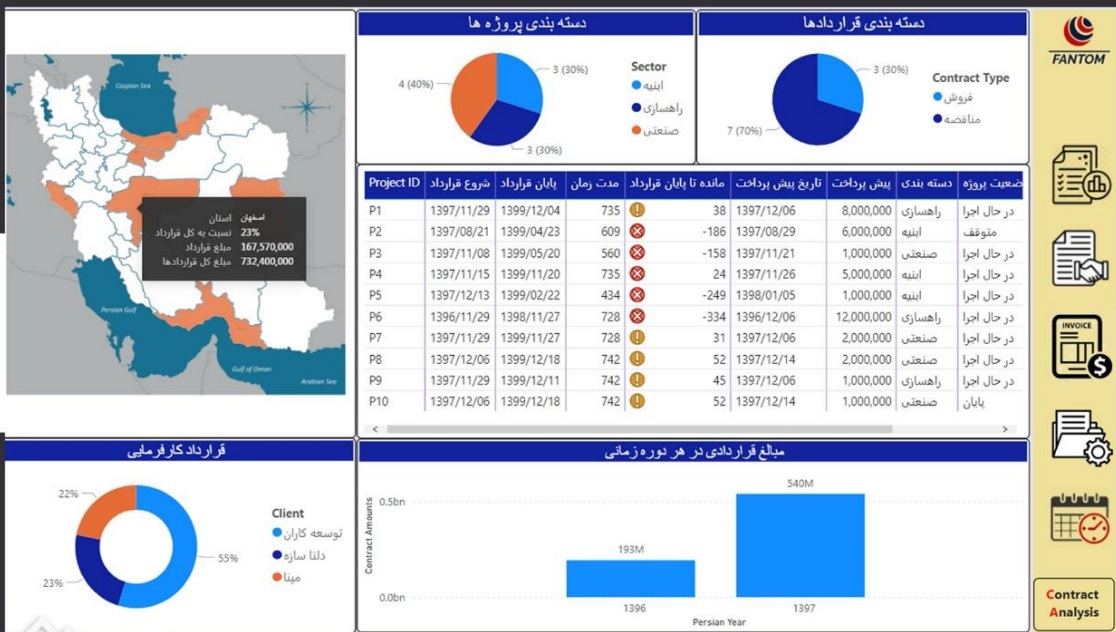 دسته بندی پروژه ها
4 (40%)
3 (30%)
3 (30%)
Sector
ابنیه
راهسازی
صنعتی
دسته بندی قراردادها
3 (30%)
7 (70%)
Contract Type
فروش
مناقصه
FANTOM
Caspian Sea
Persian Gulf
Gulf of Oman
Arabian Sea
استان اصفهان
نسبت به کل قرارداد 23%
مبلغ قرارداد 167,570,000
مبلغ کل قراردادها 732,400,000
Project ID شروع قرارداد پایان قرارداد مدت زمان مانده تا پایان قرارداد تاریخ پیش پرداخت پیش پرداخت دسته بندی ضعیت پروژه
P1 1397/11/29 1399/12/04 735 38 1397/12/06 8,000,000 راهسازی در حال اجرا
P2 1397/08/21 1399/04/23 609 -186 1397/08/29 6,000,000 ابنیه متوقف
P3 1397/11/08 1399/05/20 560 -158 1397/11/21 1,000,000 صنعتی در حال اجرا
P4 1397/11/15 1399/11/20 735 24 1397/11/26 5,000,000 ابنیه در حال اجرا
P5 1397/12/13 1399/02/22 434 -249 1398/01/05 1,000,000 ابنیه در حال اجرا
P6 1396/11/29 1398/11/27 728 -334 1396/12/06 12,000,000 راهسازی در حال اجرا
P7 1397/11/29 1399/11/27 728 31 1397/12/06 2,000,000 صنعتی در حال اجرا
P8 1397/12/06 1399/12/18 742 52 1397/12/14 2,000,000 صنعتی در حال اجرا
P9 1397/11/29 1399/12/11 742 45 1397/12/06 1,000,000 راهسازی در حال اجرا
P10 1397/12/06 1399/12/18 742 52 1397/12/14 1,000,000 صنعتی پایان
INVOICE
قرارداد کارفرمایی
22%
55%
23%
Client
توسعه کاران
دلتا سازه
مپنا
مبالغ قراردادی در هر دوره زمانی
Contract Amounts
0.5bn
0.0bn
193M
540M
1396
1397
Persian Year
Contract
Analysis